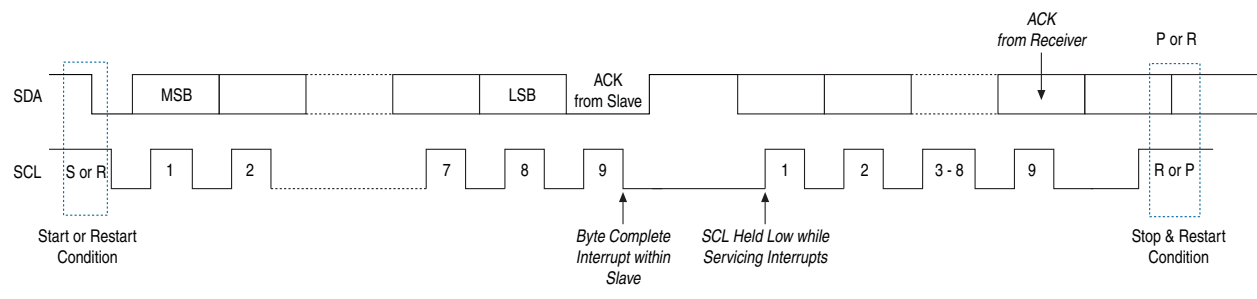 ACK
from Receiver
P or R
SDA
MSB
LSB
ACK
from Slave
SCL
S or R
1
2
7
8
9
1
2
3 - 8
9
R or P
Start or Restart
Condition
Byte Complete
Interrupt within
Slave
SCL Held Low while
Servicing Interrupts
Stop & Restart
Condition